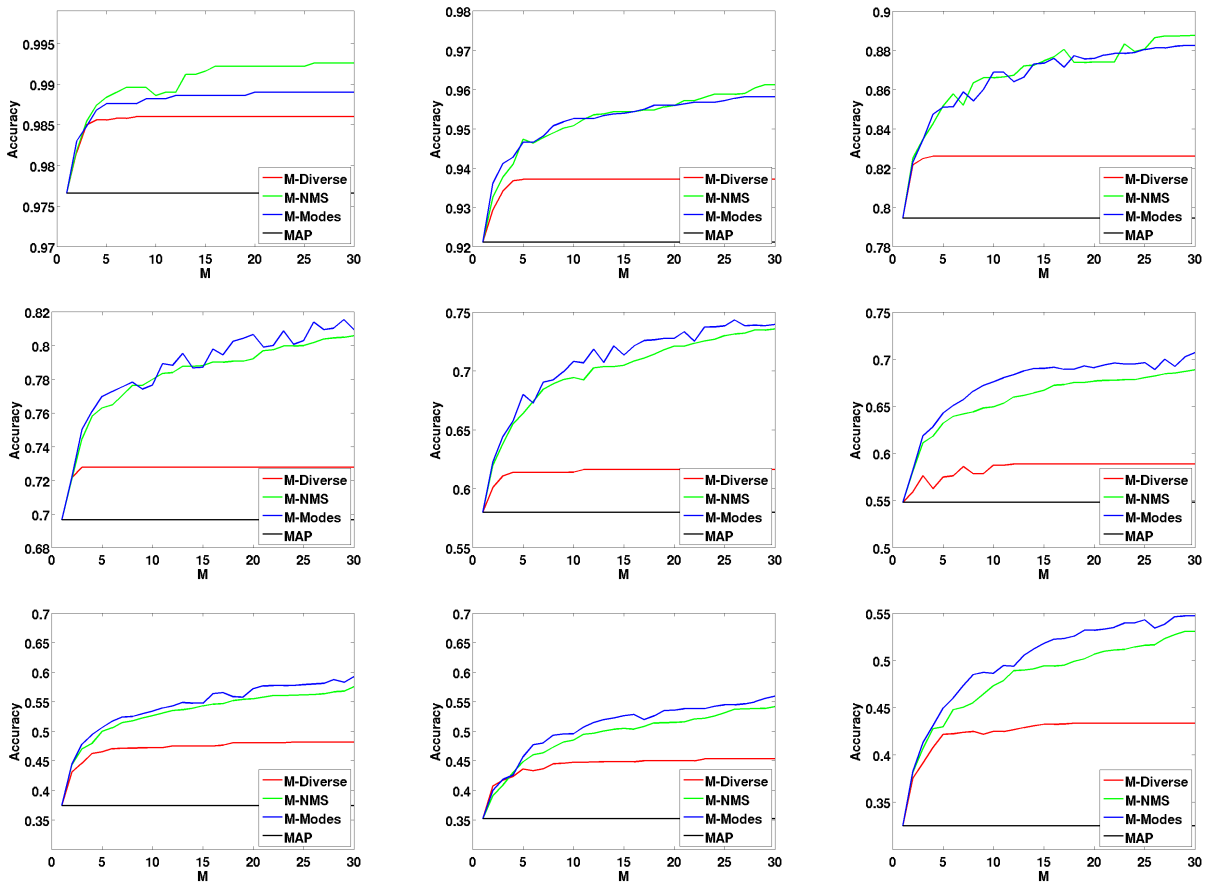 Accuracy
0.995
0.99
0.985
0.98
0.975
0.97
0 5 10 15 20 25 30
M
M-Diverse
M-NMS
M-Modes
MAP
Accuracy
0.98
0.97
0.96
0.95
0.94
0.93
0.92
0 5 10 15 20 25 30
M
M-Diverse
M-NMS
M-Modes
MAP
Accuracy
0.9
0.88
0.86
0.84
0.82
0.8
0.78
0 5 10 15 20 25 30
M
M-Diverse
M-NMS
M-Modes
MAP
Accuracy
0.82
0.8
0.78
0.76
0.74
0.72
0.7
0.68
0 5 10 15 20 25 30
M
M-Diverse
M-NMS
M-Modes
MAP
Accuracy
0.75
0.7
0.65
0.6
0.55
0 5 10 15 20 25 30
M
M-Diverse
M-NMS
M-Modes
MAP
Accuracy
0.75
0.7
0.65
0.6
0.55
0.5
0 5 10 15 20 25 30
M
M-Diverse
M-NMS
M-Modes
MAP
Accuracy
0.7
0.6
0.55
0.5
0.45
0.4
0.35
0 5 10 15 20 25 30
M
M-Diverse
M-NMS
M-Modes
MAP
Accuracy
0.7
0.6
0.55
0.5
0.45
0.4
0.35
0 5 10 15 20 25 30
M
M-Diverse
M-NMS
M-Modes
MAP
Accuracy
0.55
0.5
0.45
0.4
0.35
0 5 10 15 20 25 30
M
M-Diverse
M-NMS
M-Modes
MAP